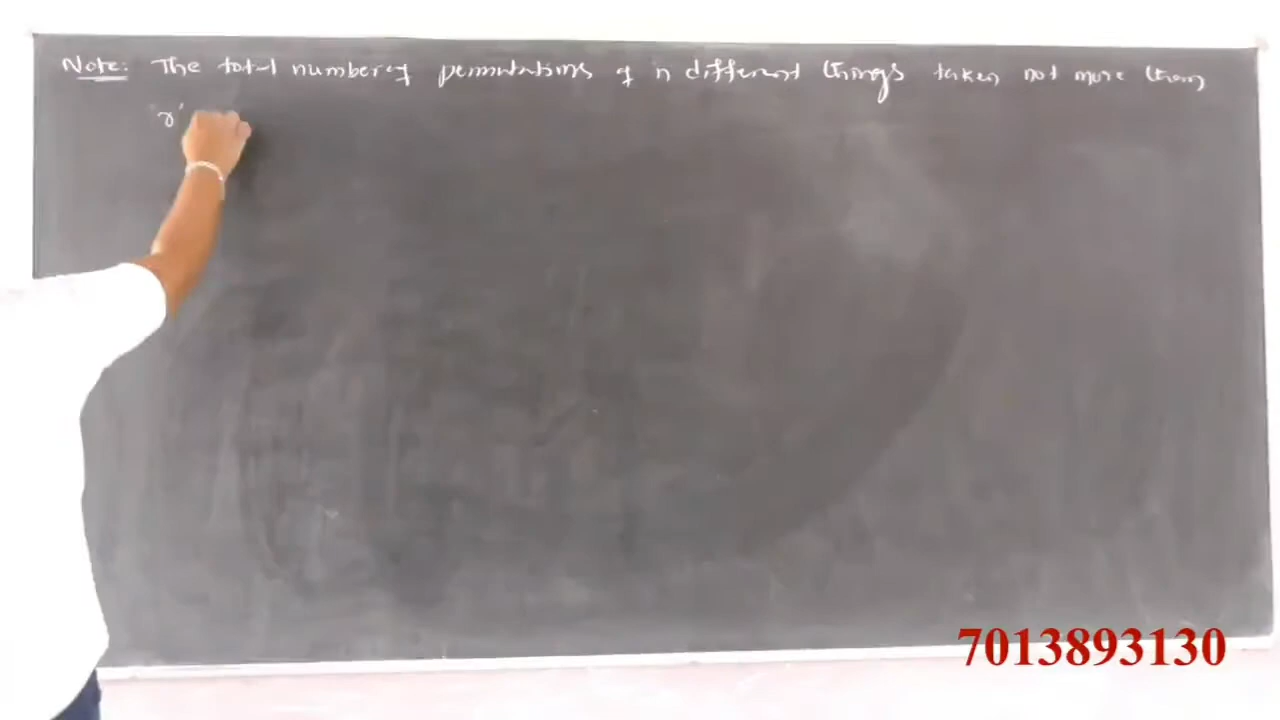 Note: The total number of permutations of n different things taken not more than
'r'
7013893130